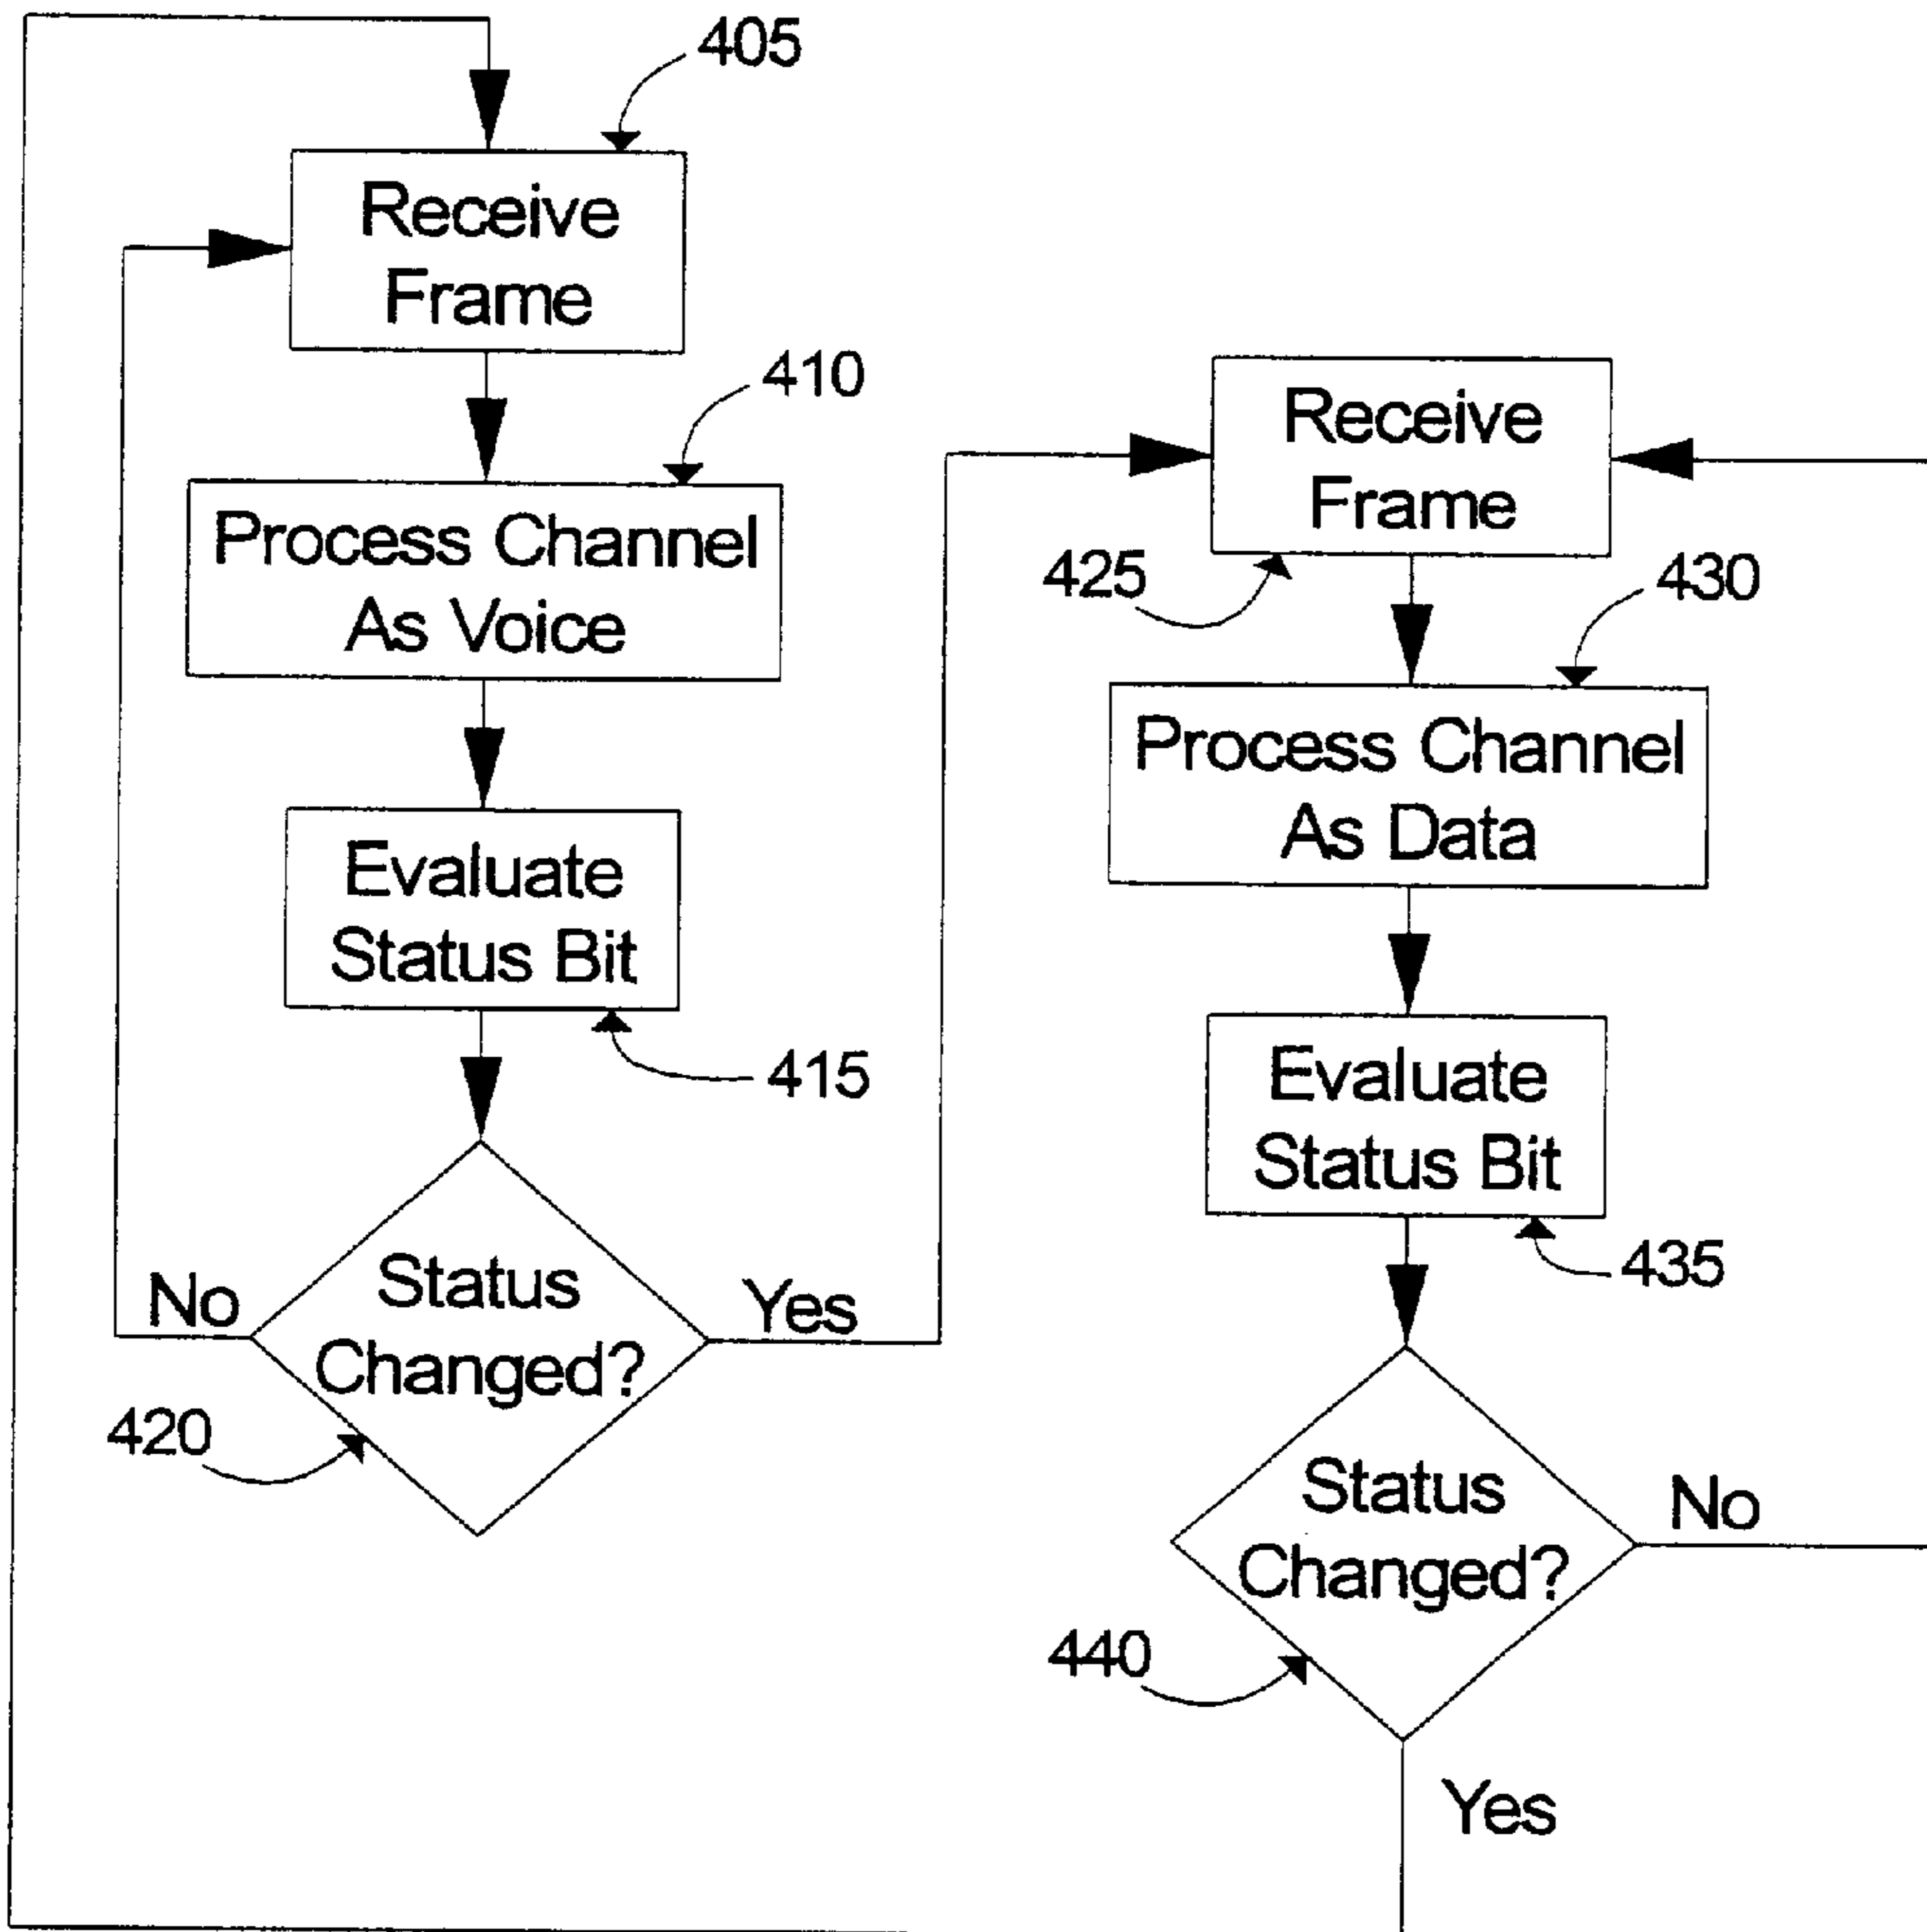 405
Receive
Frame
410
Process Channel
As Voice
Evaluate
Status Bit
415
Status
Changed?
No
Yes
420
Receive
Frame
425
430
Process Channel
As Data
Evaluate
Status Bit
435
Status
Changed?
No
440
Yes